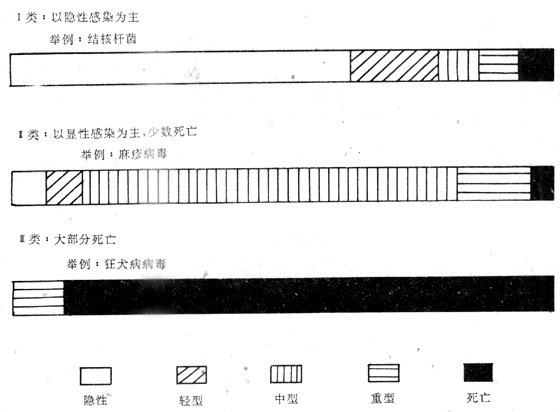 Ⅰ类:以隐性感染为主
举例:结核杆菌
Ⅱ类:以显性感染为主,少数死亡
举例:麻疹病毒
Ⅲ类:大部分死亡
举例:狂犬病病毒
隐性 轻型 中型 重型 死亡